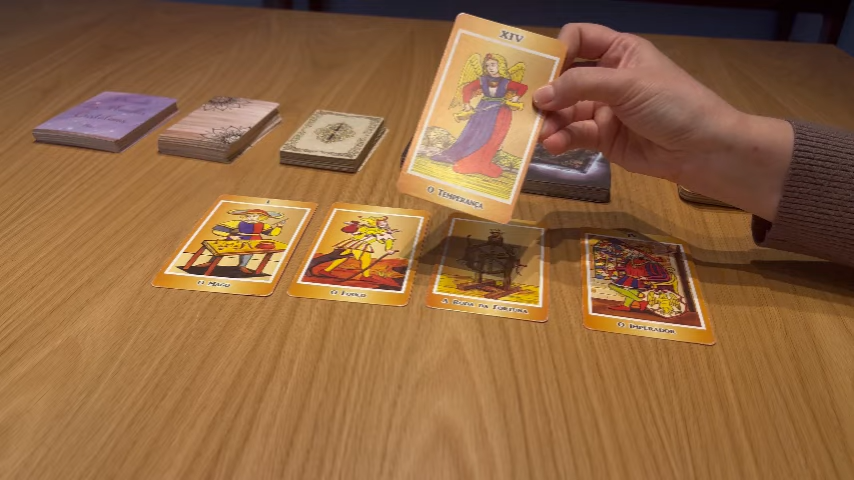 XIV
O TEMPERANÇA
I
O MAGO
O LOUCO
A RODA DA FORTUNA
O IMPERADOR